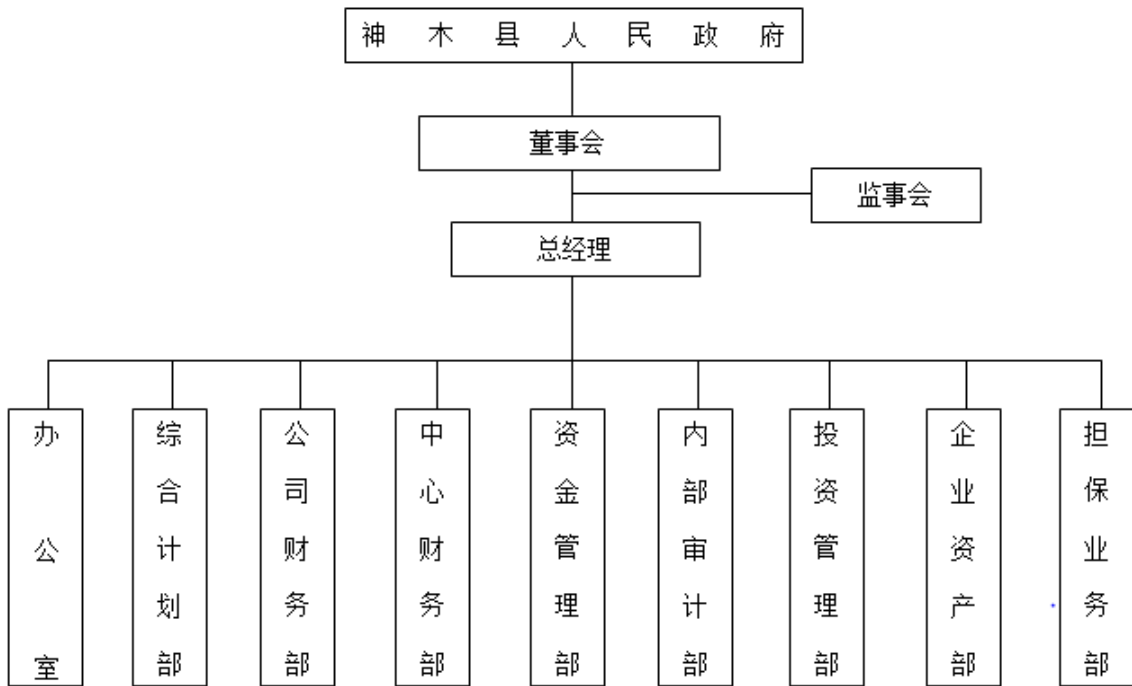 神木县人民政府
董事会
监事会
总经理
办公室
综合计划部
公司财务部
中心财务部
资金管理部
内部审计部
投资管理部
企业资产部
担保业务部